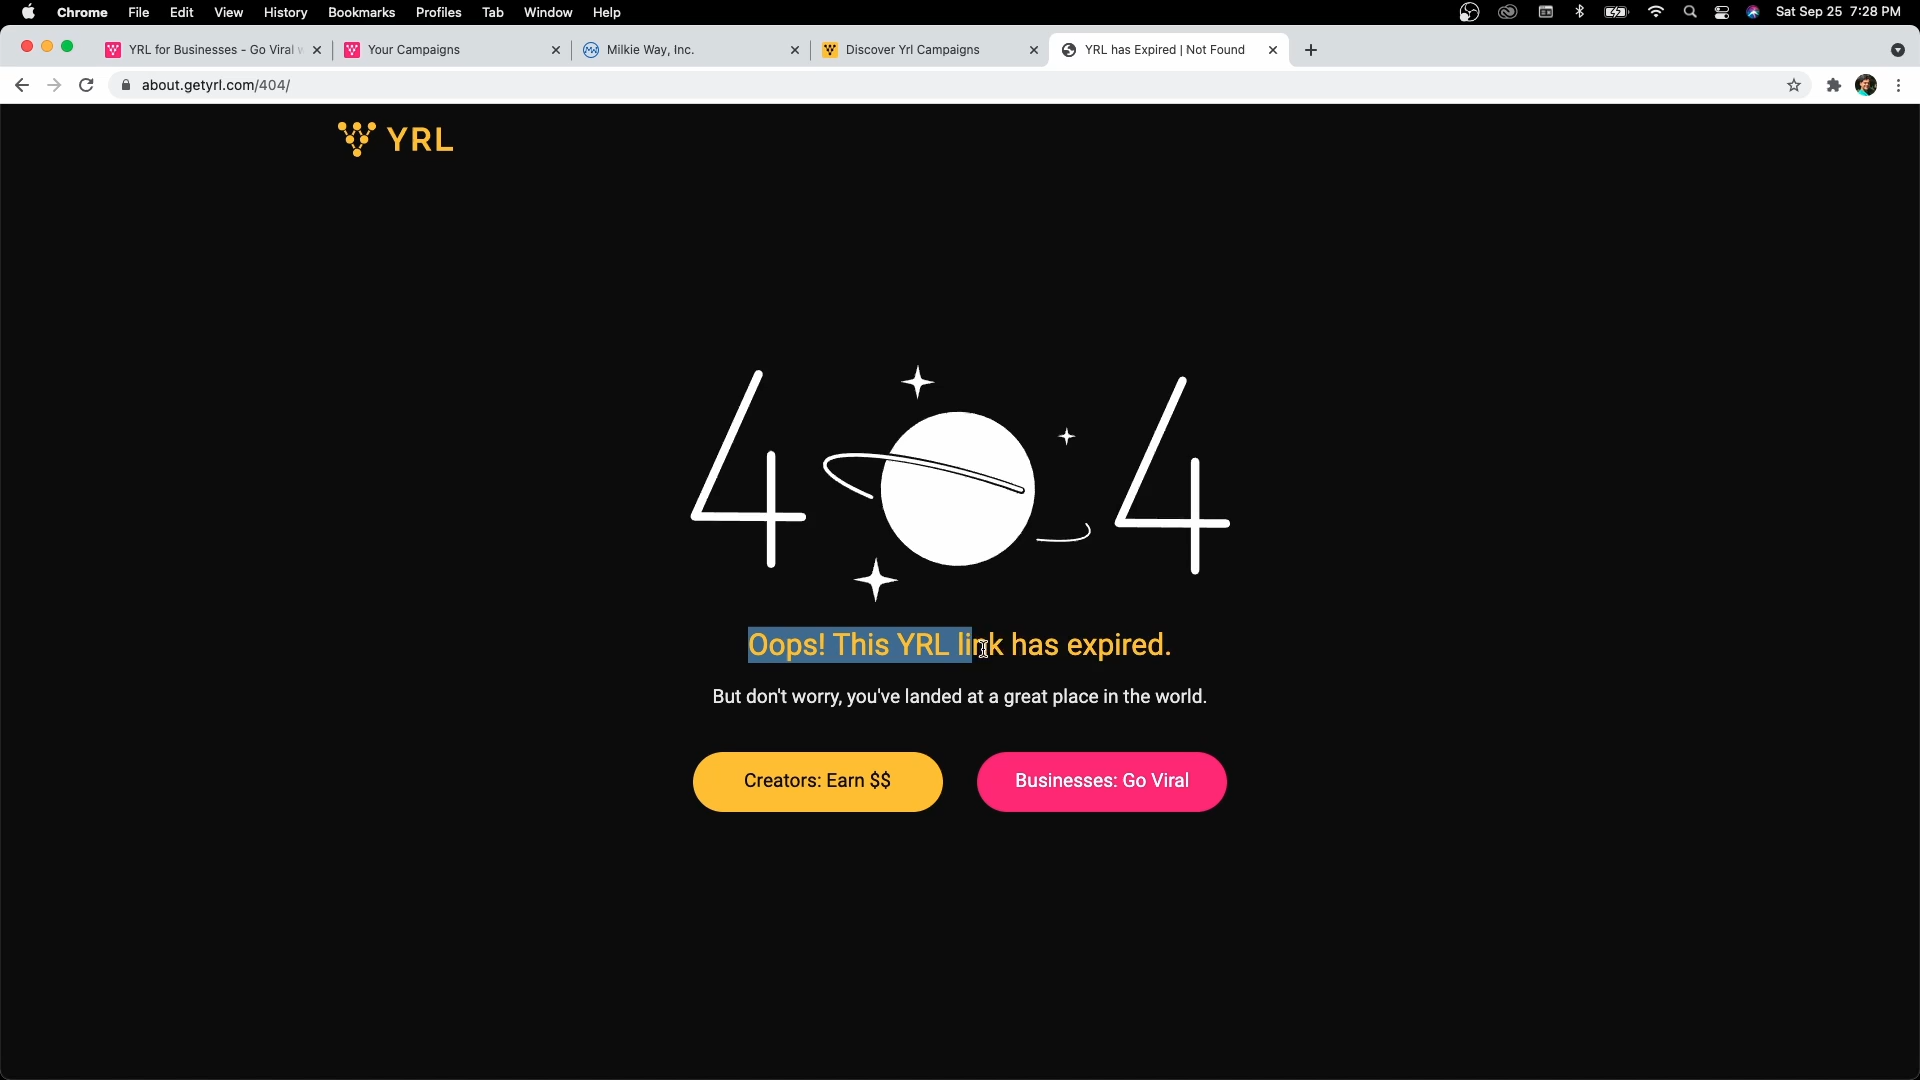 Chrome File Edit View History Bookmarks Profiles Tab Window Help Sat Sep 25 7:28 PM
YRL for Businesses - Go Viral Your Campaigns Milkie Way, Inc. Discover Yrl Campaigns YRL has Expired | Not Found
about.getyrl.com/404/
YRL
404
Oops! This YRL link has expired.
But don't worry, you've landed at a great place in the world.
Creators: Earn $$ Businesses: Go Viral